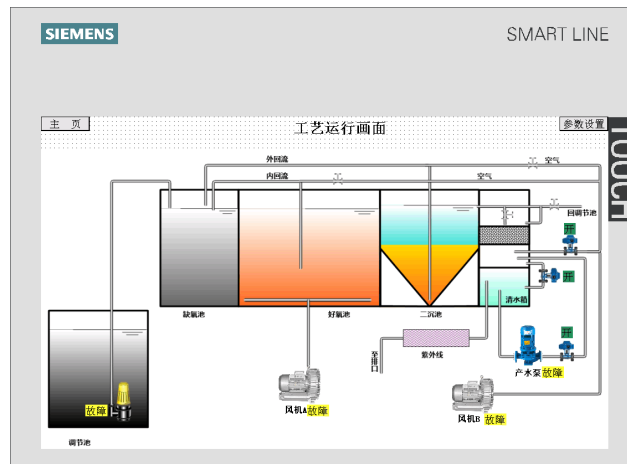 SIEMENS
SMART LINE
TOUCH
主 页
工艺运行画面
参数设置
外回流
空气
内回流
空气
回调节池
开
开
清水箱
缺氧池
好氧池
二沉池
开
至排口
紫外线
产水泵 故障
故障
风机A 故障
风机B 故障
调节池